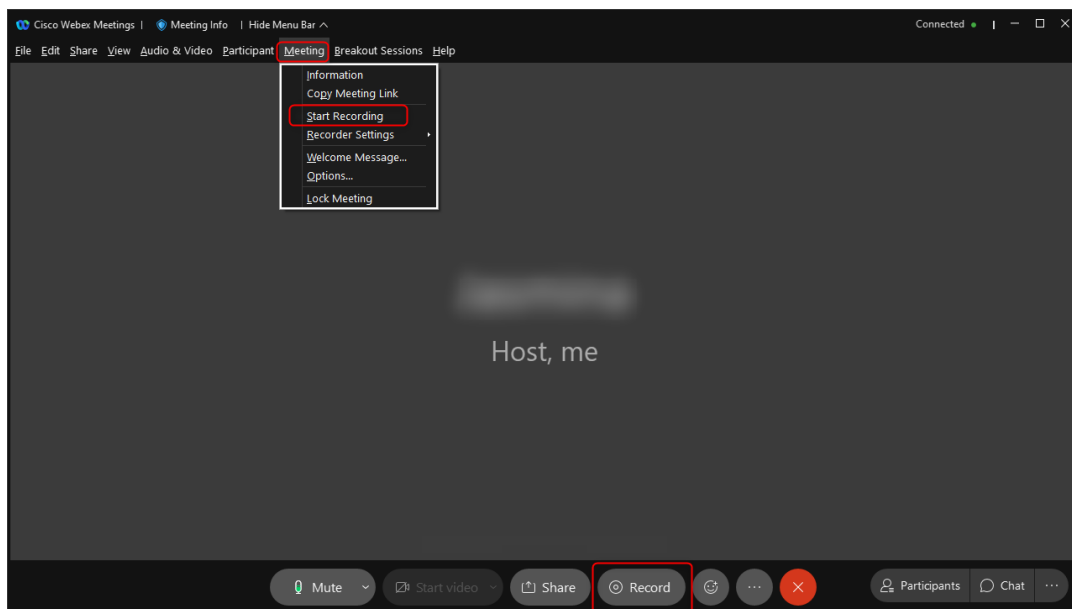 Cisco Webex Meetings | Meeting Info | Hide Menu Bar Connected |
File Edit Share View Audio & Video Participant Meeting Breakout Sessions Help
Information
Copy Meeting Link
Start Recording
Recorder Settings
Welcome Message...
Options...
Lock Meeting
Host, me
Mute Start video Share Record ... Participants Chat ...